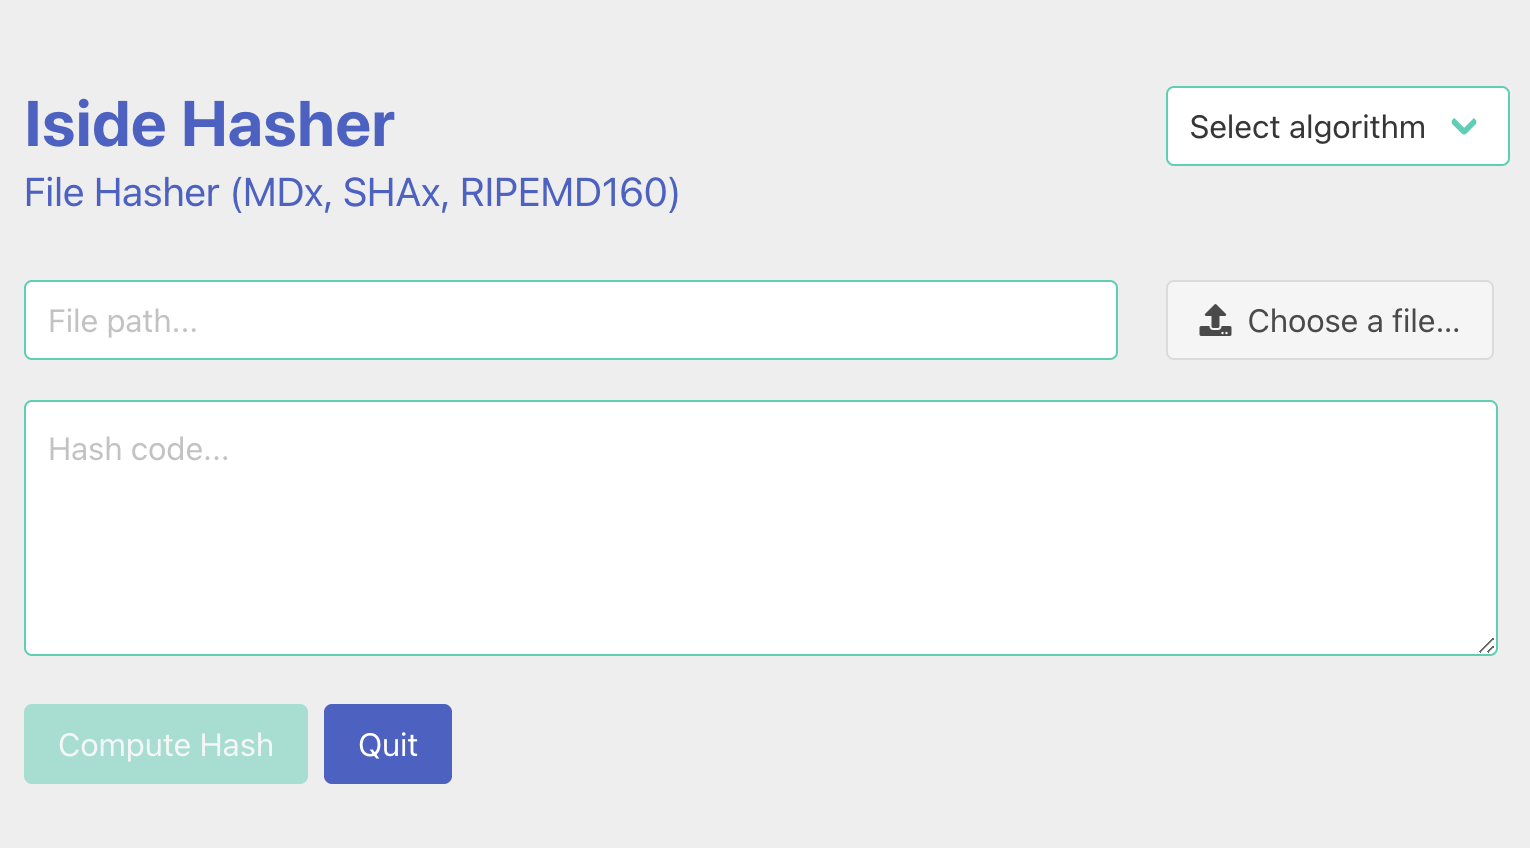 Iside Hasher
Select algorithm
File Hasher (MDx, SHAx, RIPEMD160)
File path...
Choose a file...
Hash code...
Compute Hash
Quit